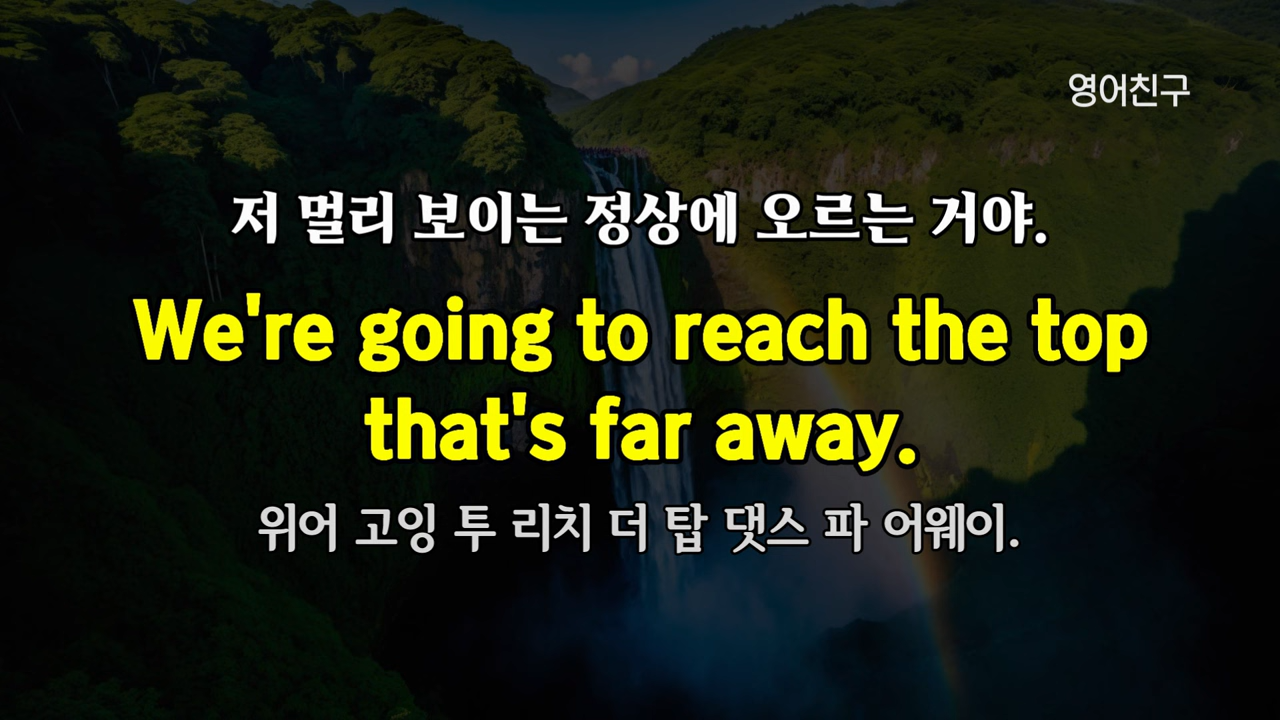 영어친구
저 멀리 보이는 정상에 오르는 거야.
We're going to reach the top
that's far away.
위어 고잉 투 리치 더 탑 댓스 파 어웨이.